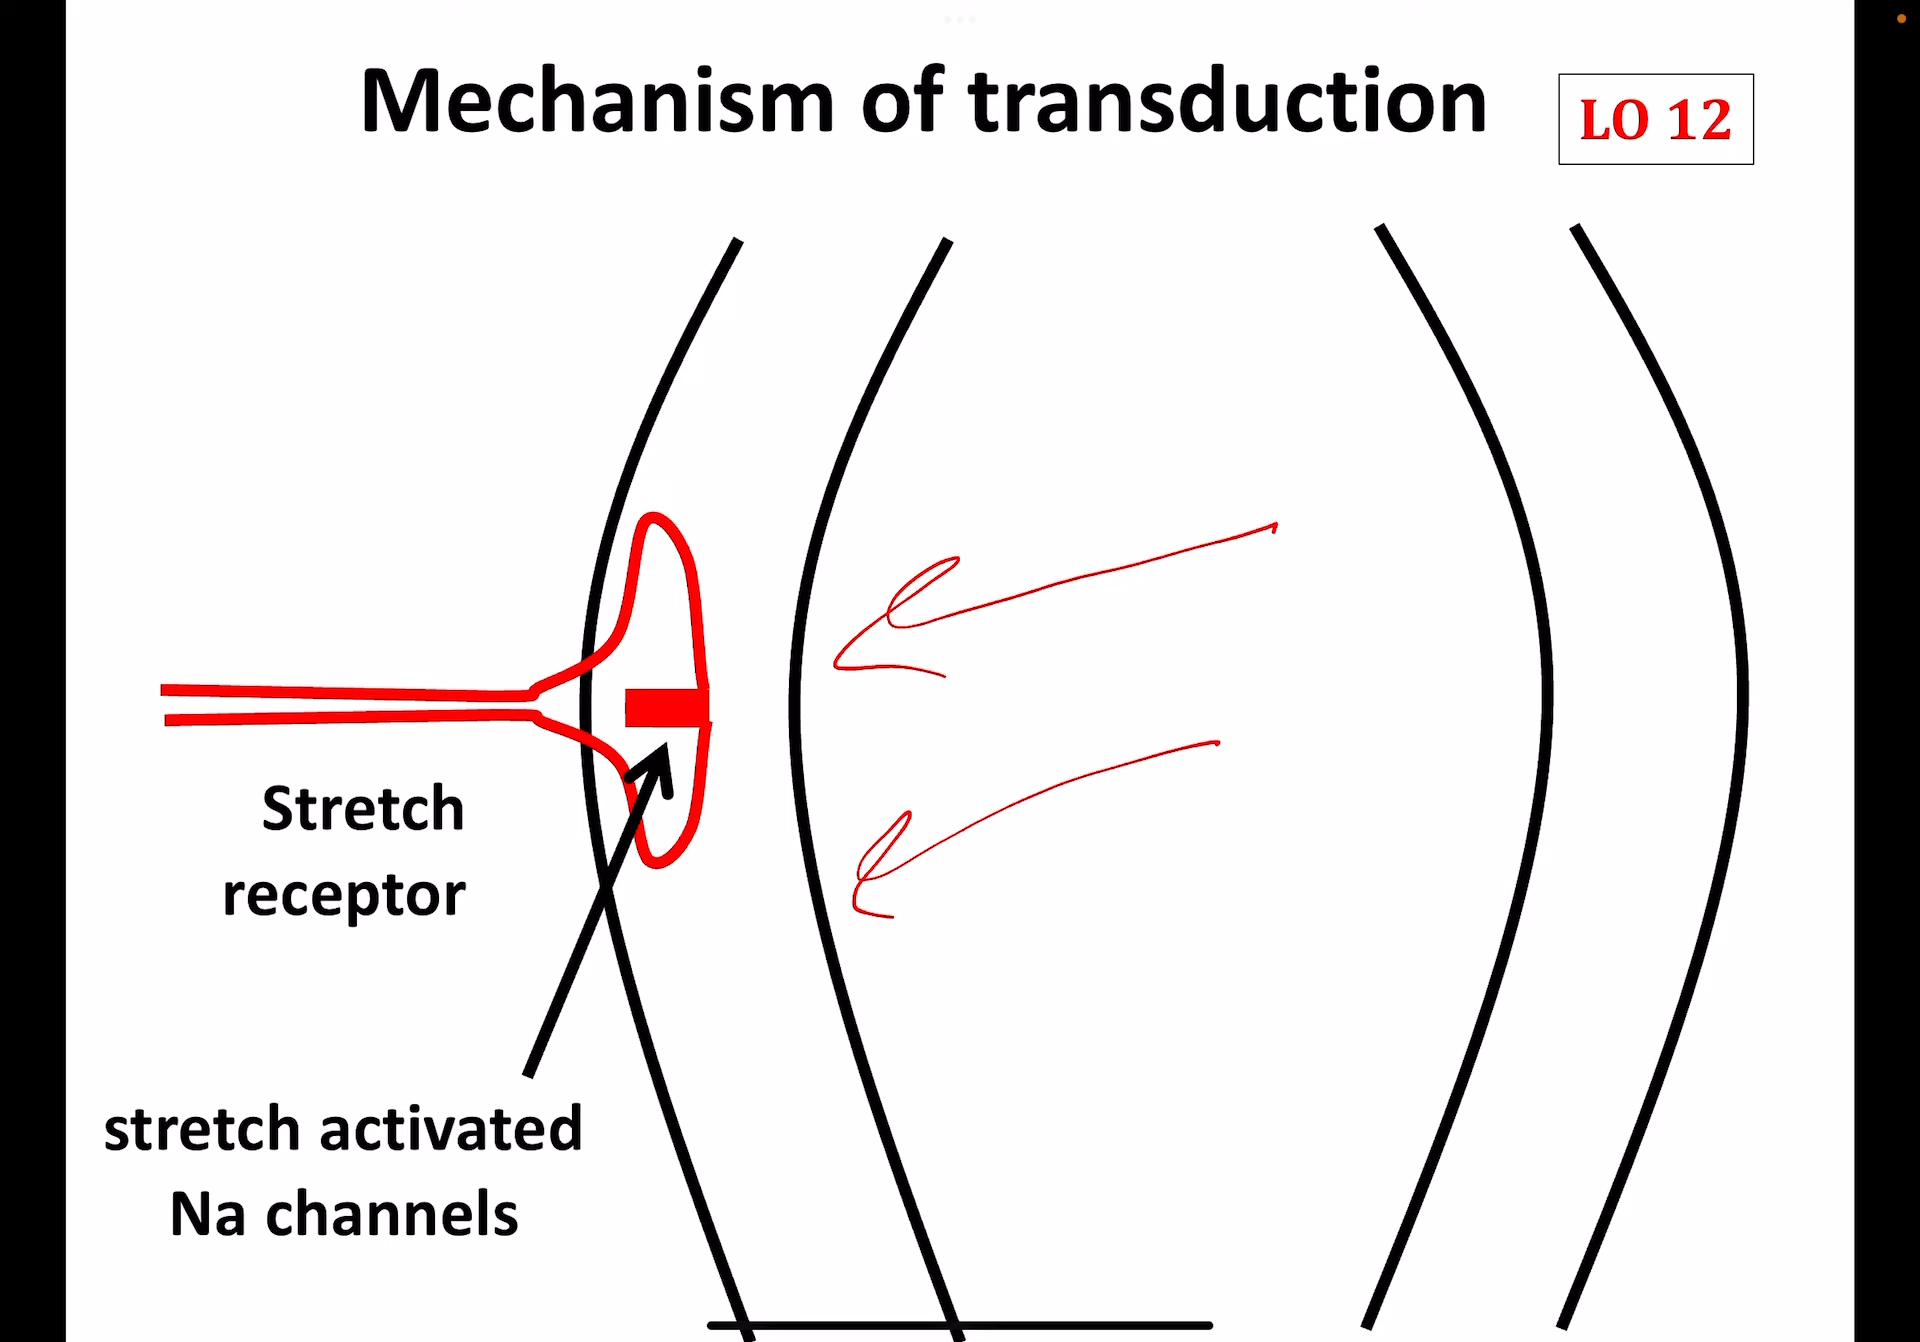 Mechanism of transduction
LO 12
Stretch
receptor
stretch activated
Na channels